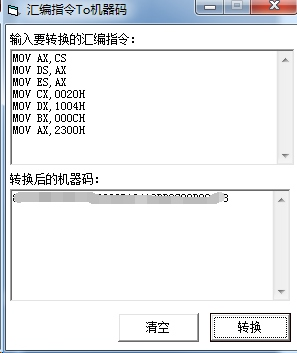 汇编指令To机器码
输入要转换的汇编指令:
MOV AX,CS
MOV DS,AX
MOV ES,AX
MOV CX,0020H
MOV DX,1004H
MOV BX,000CH
MOV AX,2300H
转换后的机器码:
清空
转换